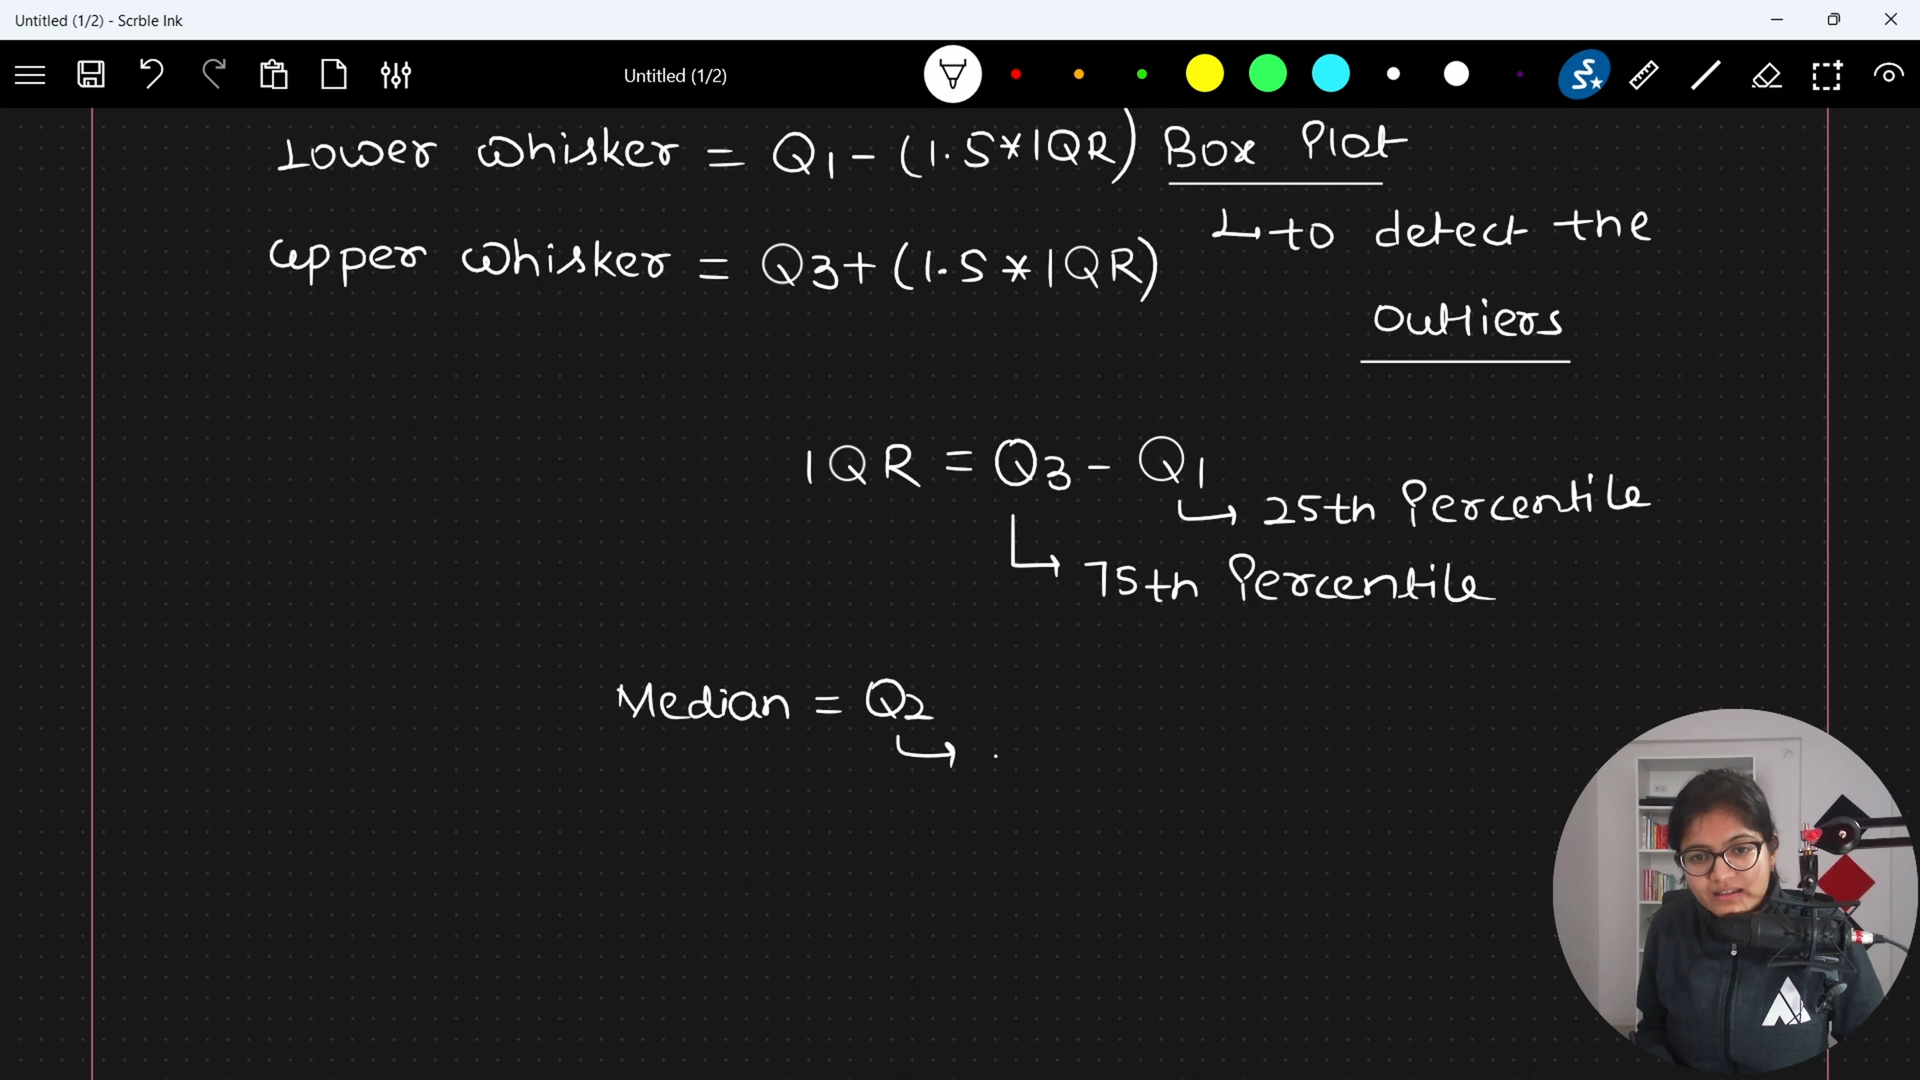 Untitled (1/2) - Scrble Ink
Untitled (1/2)
Lower whisker = Q1 - (1.5*IQR) Box Plot
↳ to detect the
Upper whisker = Q3 + (1.5*IQR)
outliers
IQR = Q3 - Q1
↳ 25th Percentile
↳ 75th Percentile
Median = Q2
↳ .